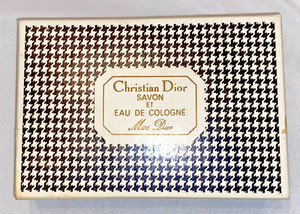 Christian Dior
SAVON
ET
EAU DE COLOGNE
Miss Dior